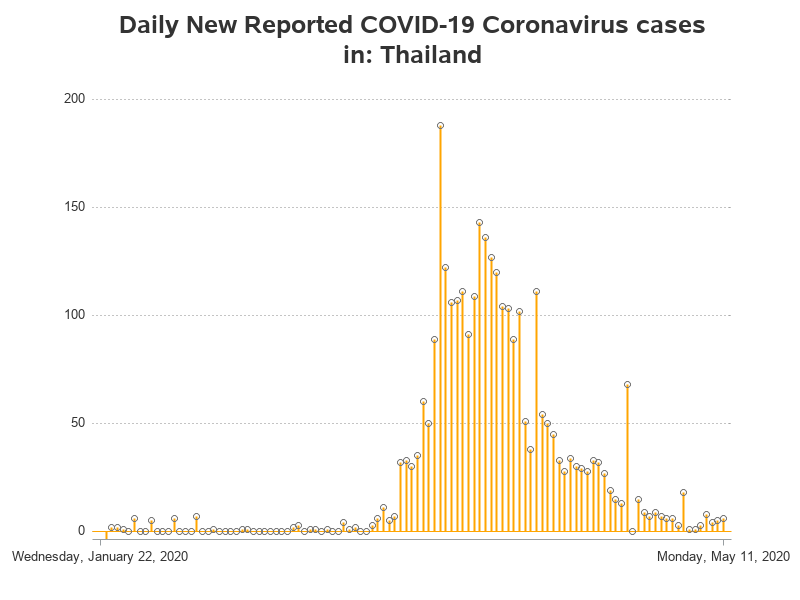 Daily New Reported COVID-19 Coronavirus cases
in: Thailand
200
150
100
50
0
Wednesday, January 22, 2020
Monday, May 11, 2020